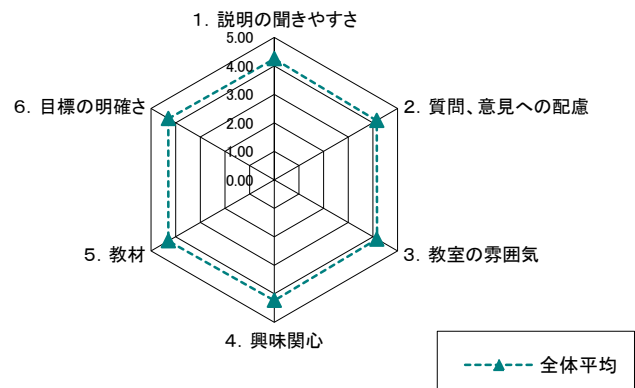 1. 説明の聞きやすさ
5.00
4.00
3.00
2.00
1.00
0.00
2. 質問、意見への配慮
3. 教室の雰囲気
4. 興味関心
5. 教材
6. 目標の明確さ
全体平均